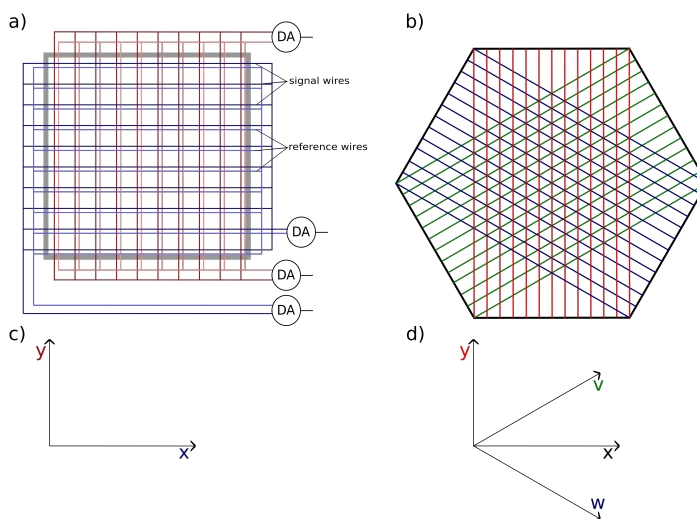 a)
DA
b)
signal wires
reference wires
DA
DA
DA
c)
d)
y
x
y
v
x
w